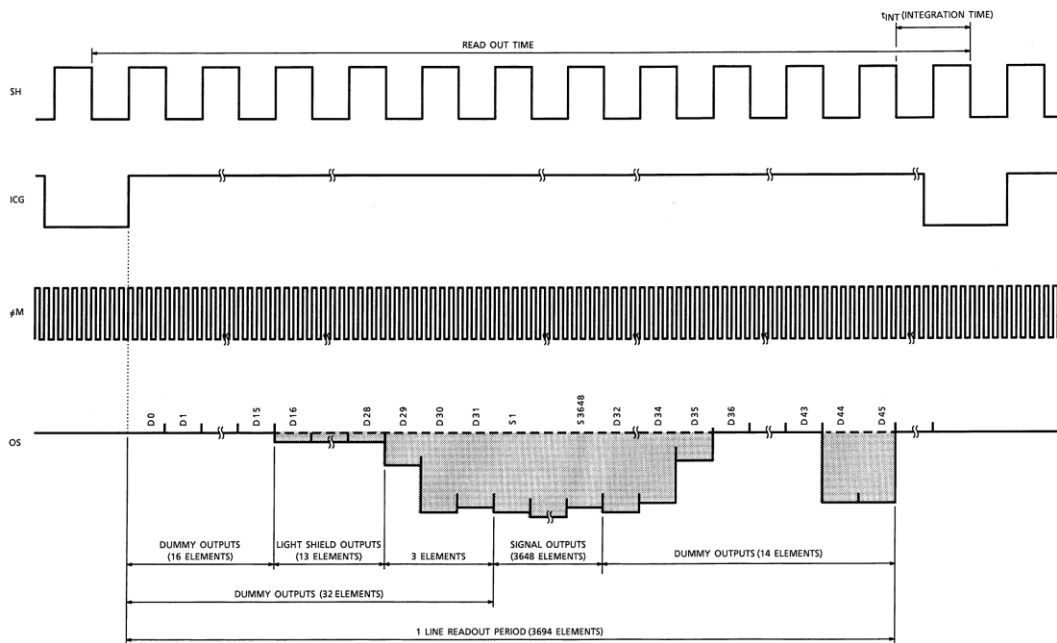 tINT (INTEGRATION TIME)
READ OUT TIME
SH
ICG
φM
D0
D1
D15
D16
D28
D29
D30
D31
S1
S3648
D32
D34
D35
D36
D43
D44
D45
OS
DUMMY OUTPUTS
(16 ELEMENTS)
LIGHT SHIELD OUTPUTS
(13 ELEMENTS)
3 ELEMENTS
SIGNAL OUTPUTS
(3648 ELEMENTS)
DUMMY OUTPUTS (14 ELEMENTS)
DUMMY OUTPUTS (32 ELEMENTS)
1 LINE READOUT PERIOD (3694 ELEMENTS)